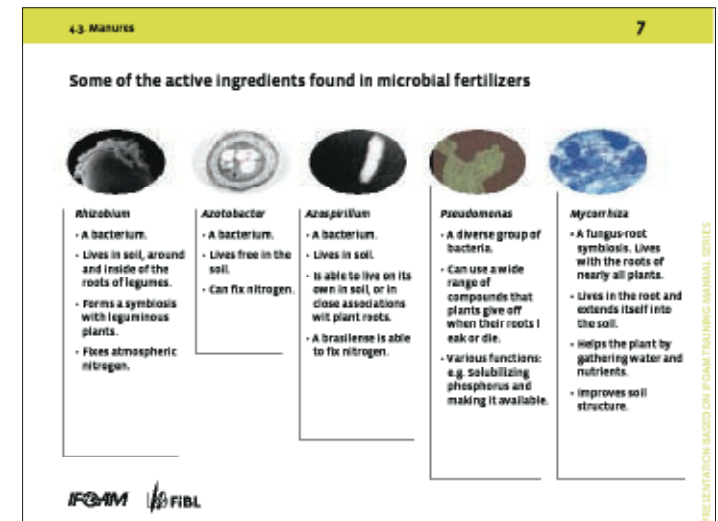 4.3. Manures
7
Some of the active ingredients found in microbial fertilizers
Rhizobium
• A bacterium.
• Lives in soil, around
and inside of the
roots of legumes.
• Forms a symbiosis
with leguminous
plants.
• Fixes atmospheric
nitrogen.
Azotobacter
• A bacterium.
• Lives free in the
soil.
• Can fix nitrogen.
Azospirillum
• A bacterium.
• Lives in soil.
• Is able to live on its
own in soil, or in
close associations
wit plant roots.
• A brasilense is able
to fix nitrogen.
Pseudomonas
• A diverse group of
bacteria.
• Can use a wide
range of
compounds that
plants give off
when their roots l
eak or die.
• Various functions:
e.g. Solubilizing
phosphorus and
making it available.
Mycorrhiza
• A fungus-root
symbiosis. Lives
with the roots of
nearly all plants.
• Lives in the root and
extends itself into
the soil.
• Helps the plant by
gathering water and
nutrients.
• Improves soil
structure.
IFOAM FiBL
PRESENTATION BASED ON IFOAM TRAINING MANUAL SERIES